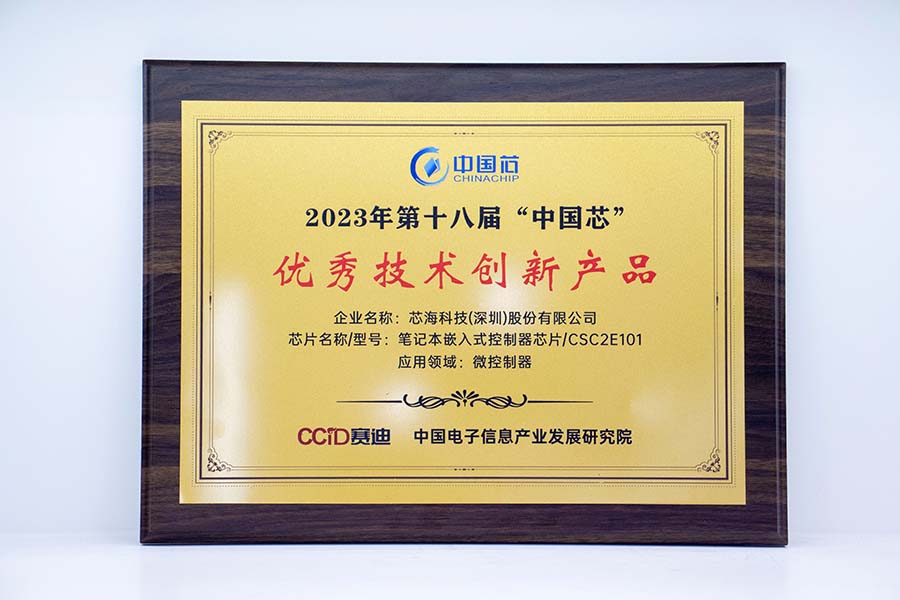 中国芯
CHINACHIP
2023年第十八届“中国芯”
优秀技术创新产品
企业名称：芯海科技(深圳)股份有限公司
芯片名称/型号：笔记本嵌入式控制器芯片/CSC2E101
应用领域：微控制器
CCID赛迪 中国电子信息产业发展研究院